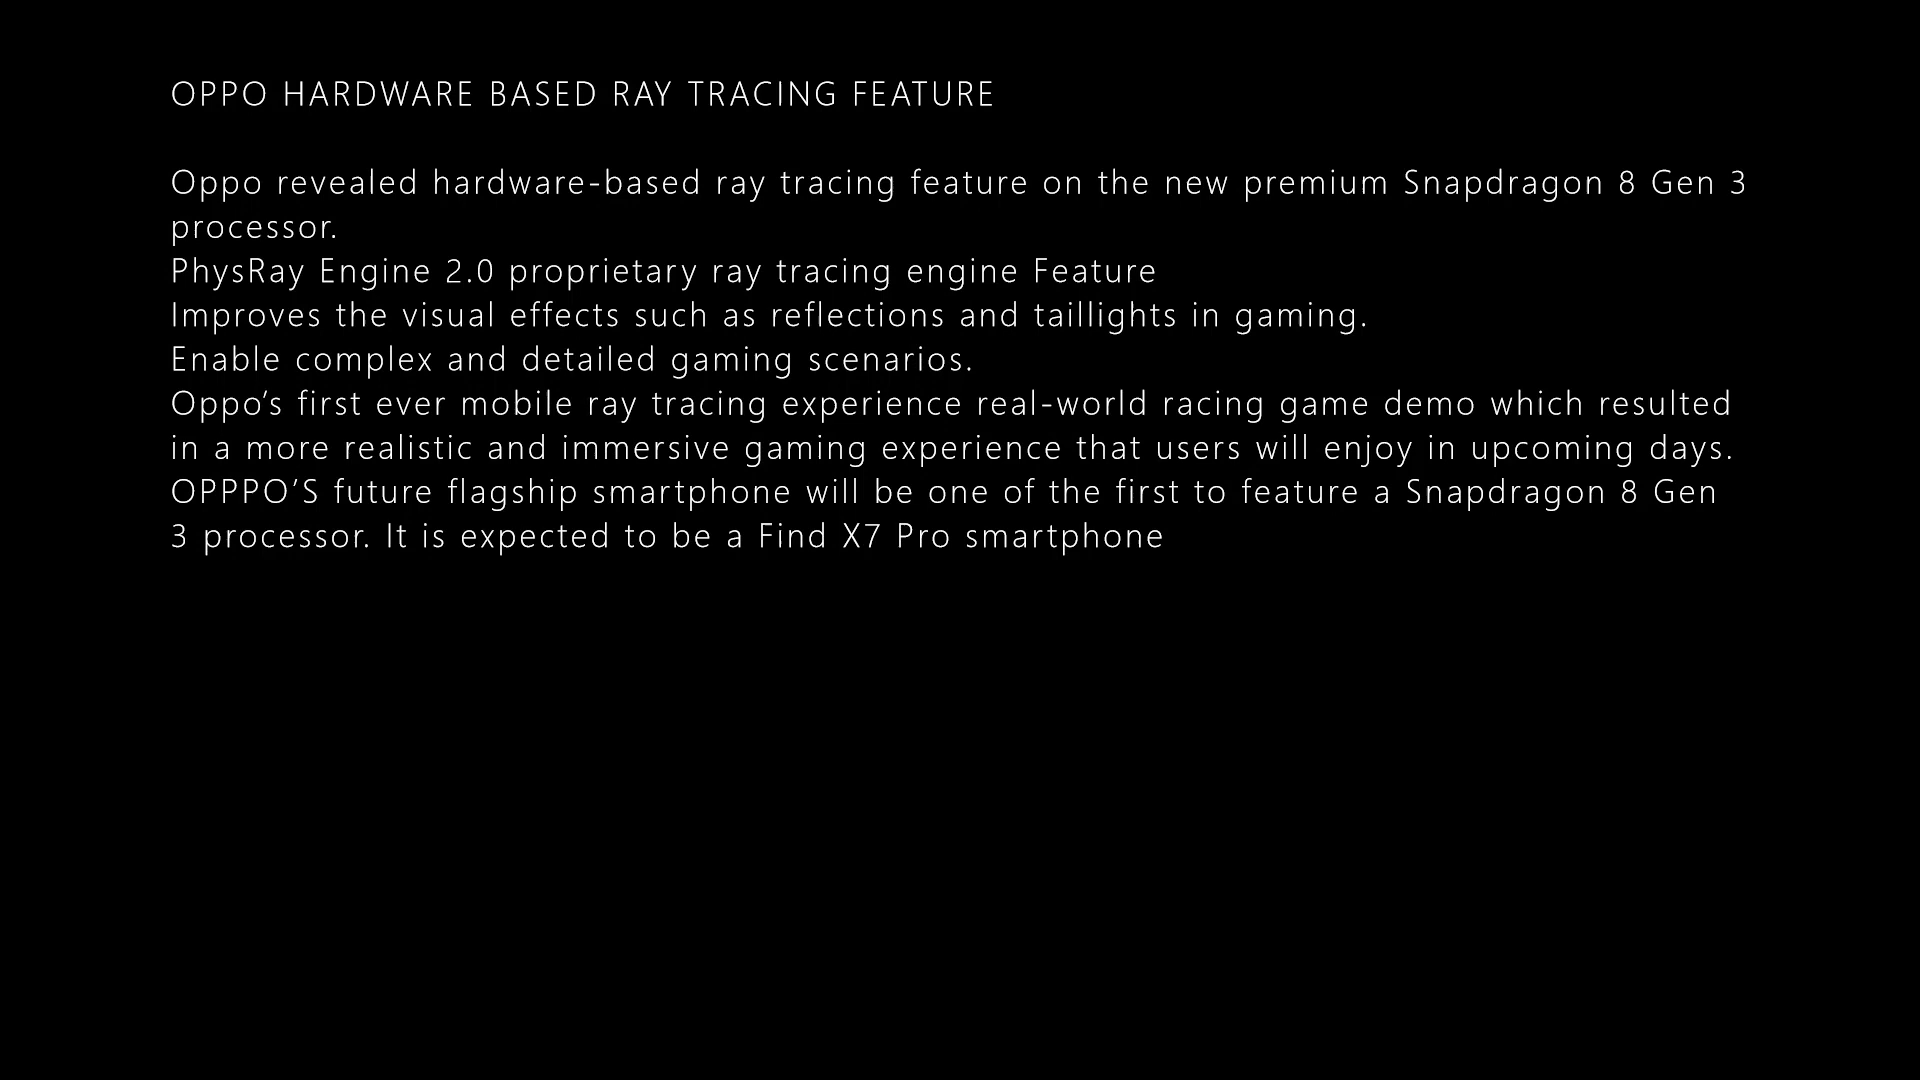 OPPO HARDWARE BASED RAY TRACING FEATURE
Oppo revealed hardware-based ray tracing feature on the new premium Snapdragon 8 Gen 3
processor.
PhysRay Engine 2.0 proprietary ray tracing engine Feature
Improves the visual effects such as reflections and taillights in gaming.
Enable complex and detailed gaming scenarios.
Oppo’s first ever mobile ray tracing experience real-world racing game demo which resulted
in a more realistic and immersive gaming experience that users will enjoy in upcoming days.
OPPPO’S future flagship smartphone will be one of the first to feature a Snapdragon 8 Gen
3 processor. It is expected to be a Find X7 Pro smartphone